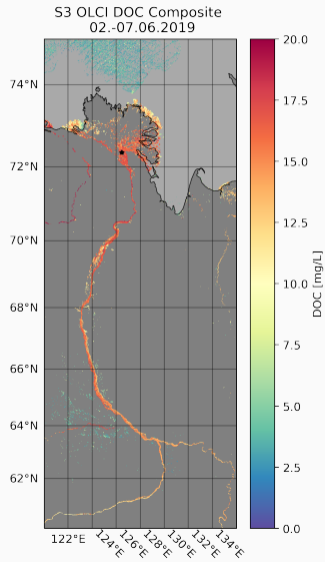 S3 OLCI DOC Composite
02.-07.06.2019
74°N
72°N
70°N
68°N
66°N
64°N
62°N
122°E
124°E
126°E
128°E
130°E
132°E
134°E
20.0
17.5
15.0
12.5
10.0
7.5
5.0
2.5
0.0
DOC [mg/L]